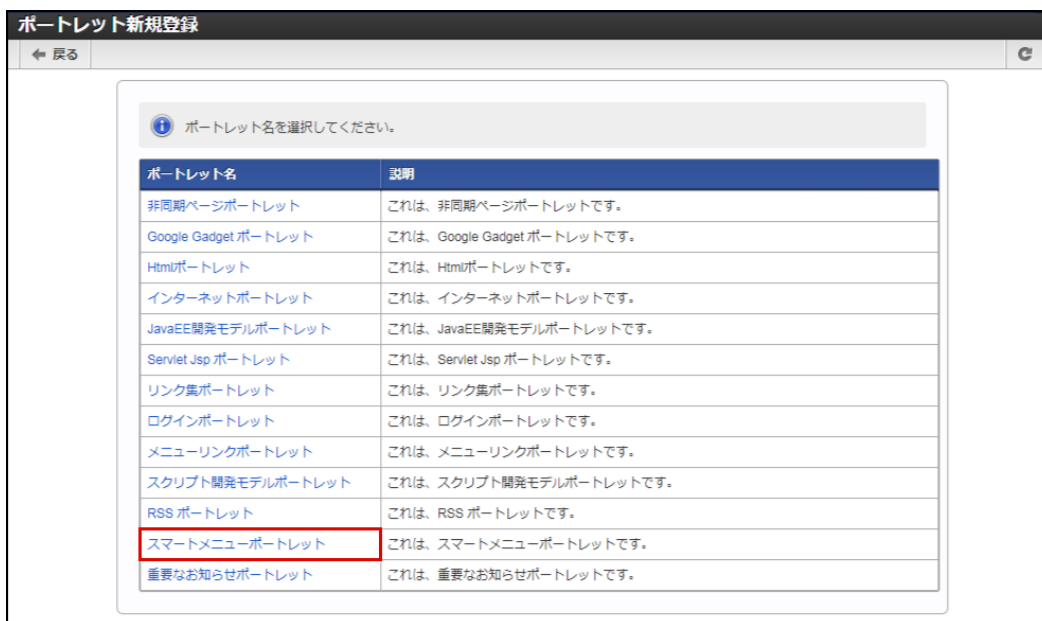 ポートレット新規登録
戻る
ポートレット名を選択してください。
ポートレット名 説明
非同期ページポートレット これは、非同期ページポートレットです。
Google Gadget ポートレット これは、Google Gadget ポートレットです。
Htmlポートレット これは、Htmlポートレットです。
インターネットポートレット これは、インターネットポートレットです。
JavaEE開発モデルポートレット これは、JavaEE開発モデルポートレットです。
Servlet Jsp ポートレット これは、Servlet Jsp ポートレットです。
リンク集ポートレット これは、リンク集ポートレットです。
ログインポートレット これは、ログインポートレットです。
メニューリンクポートレット これは、メニューリンクポートレットです。
スクリプト開発モデルポートレット これは、スクリプト開発モデルポートレットです。
RSS ポートレット これは、RSS ポートレットです。
スマートメニューポートレット これは、スマートメニューポートレットです。
重要なお知らせポートレット これは、重要なお知らせポートレットです。